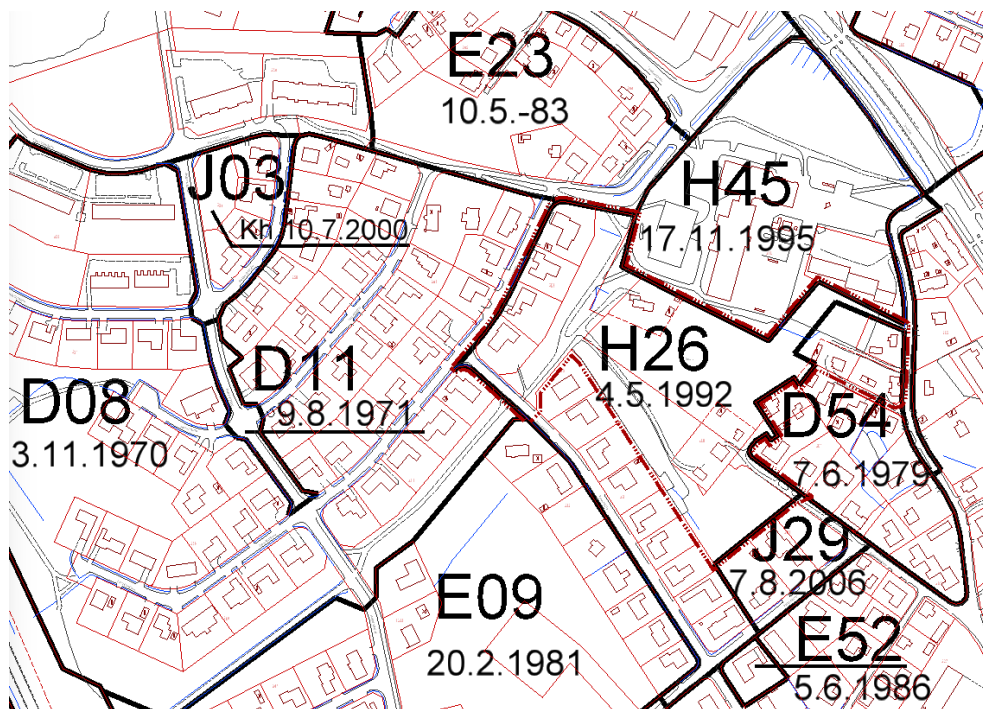 E23
10.5.-83
J03
Kh 10 7.2000
H45
17.11.1995
H26
4.5.1992
D11
9.8.1971
D08
3.11.1970
D54
7.6.1979
J29
7.8.2006
E09
20.2.1981
E52
5.6.1986